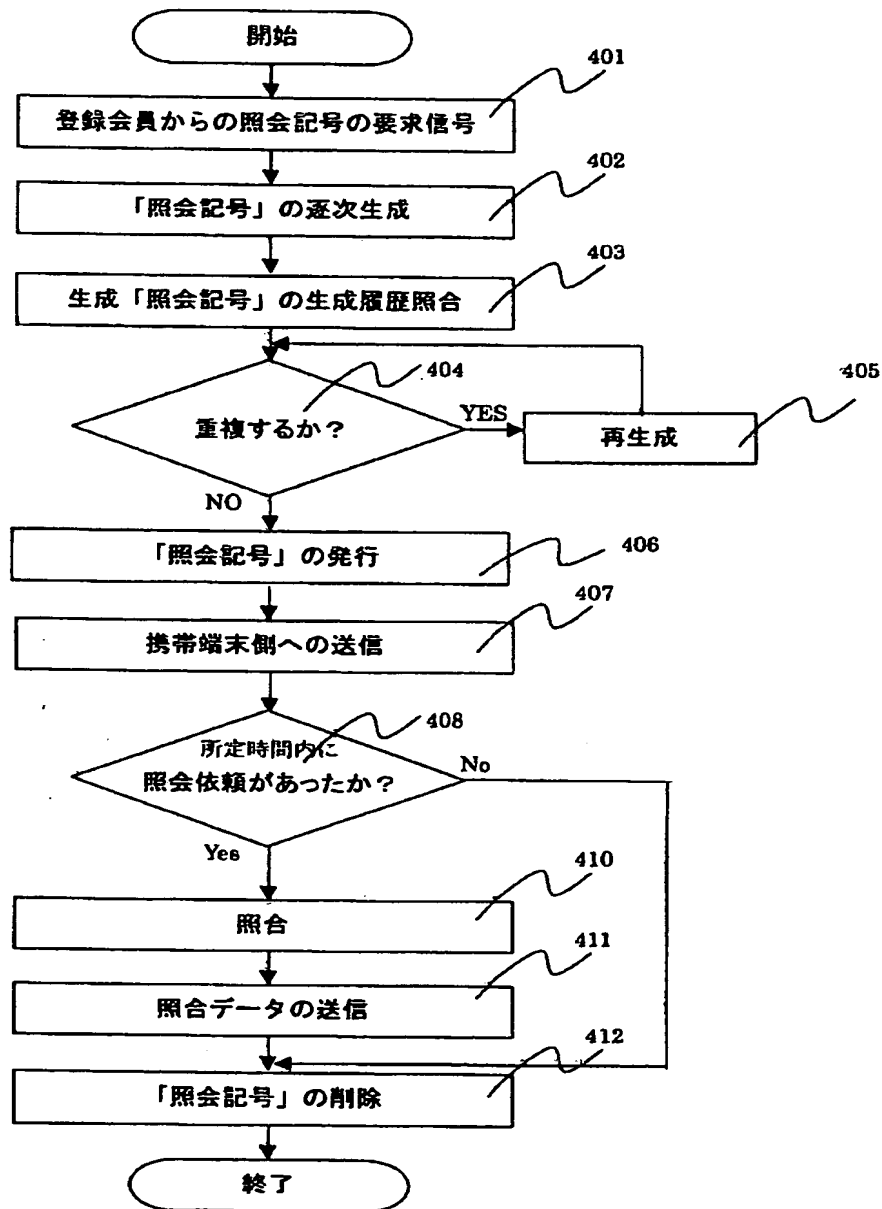 開始
401
登録会員からの照会記号の要求信号
402
「照会記号」の逐次生成
403
生成「照会記号」の生成履歴照合
404
重複するか？
YES
405
再生成
NO
「照会記号」の発行
406
407
携帯端末側への送信
408
所定時間内に
照会依頼があったか？
No
Yes
410
照合
411
照合データの送信
412
「照会記号」の削除
終了